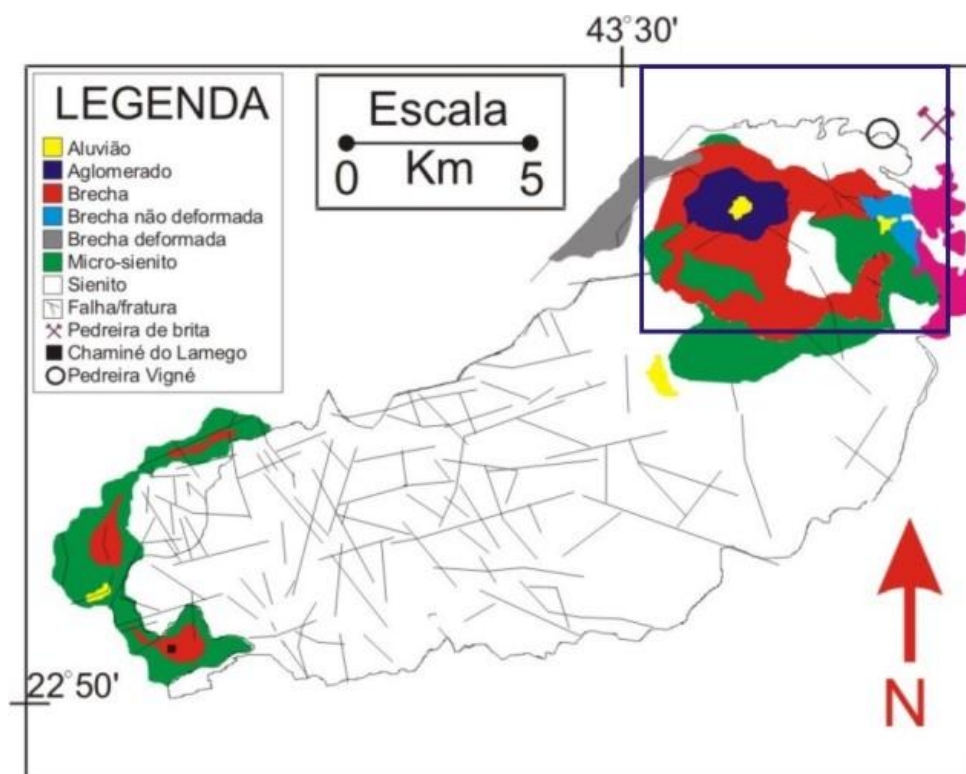 43°30'
LEGENDA
Aluvião
Aglomerado
Brecha
Brecha não deformada
Brecha deformada
Micro-sienito
Sienito
Falha/fratura
Pedreira de brita
Chaminé do Lamego
Pedreira Vigné
Escala
0 Km 5
22°50'
N